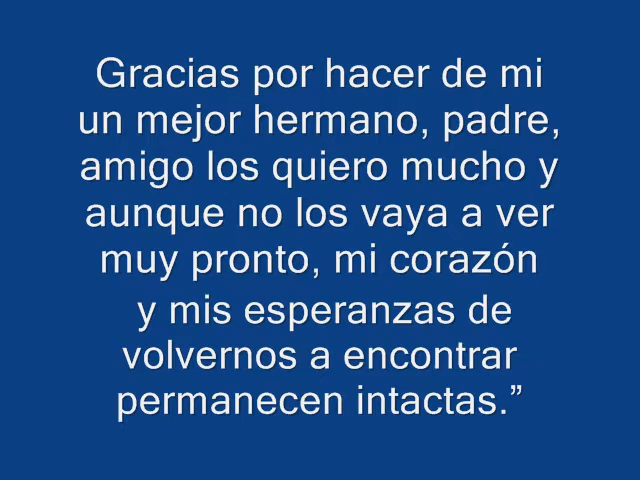 Gracias por hacer de mi
un mejor hermano, padre,
amigo los quiero mucho y
aunque no los vaya a ver
muy pronto, mi corazón
y mis esperanzas de
volvernos a encontrar
permanecen intactas.”